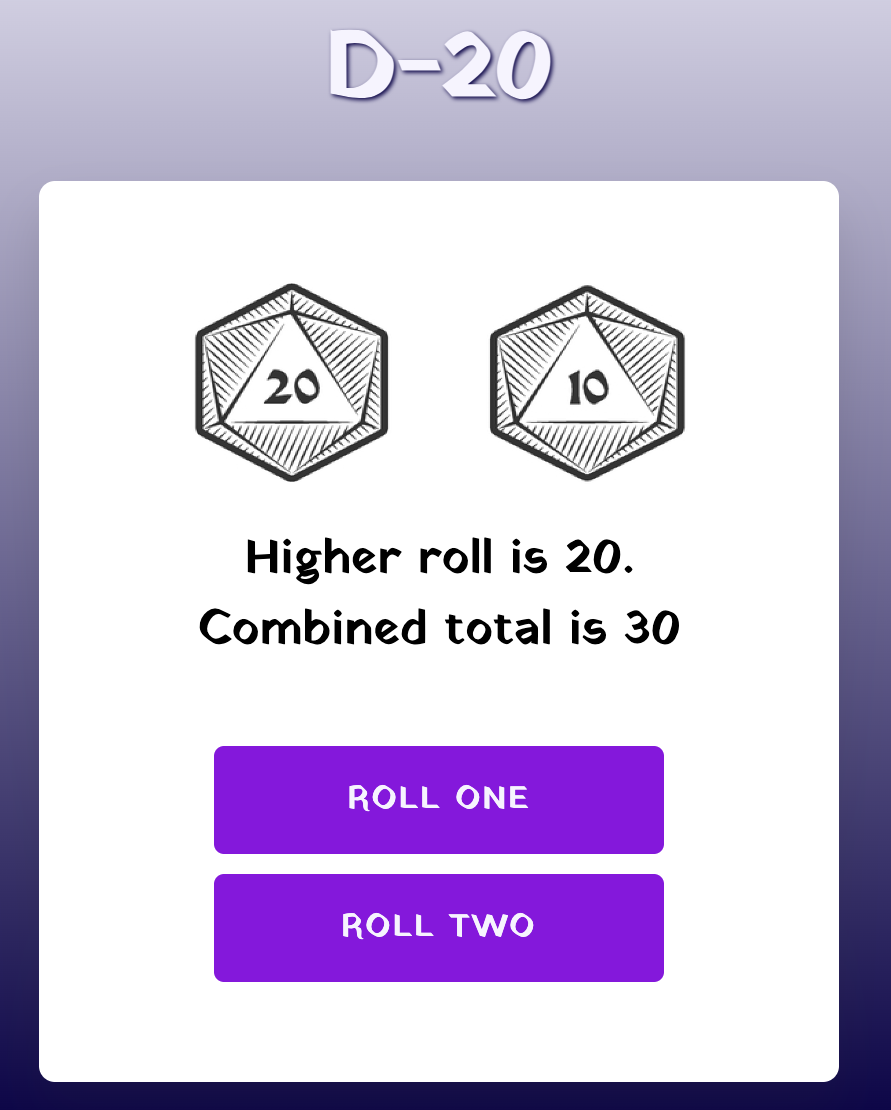 D-20
20 10
Higher roll is 20.
Combined total is 30
ROLL ONE
ROLL TWO